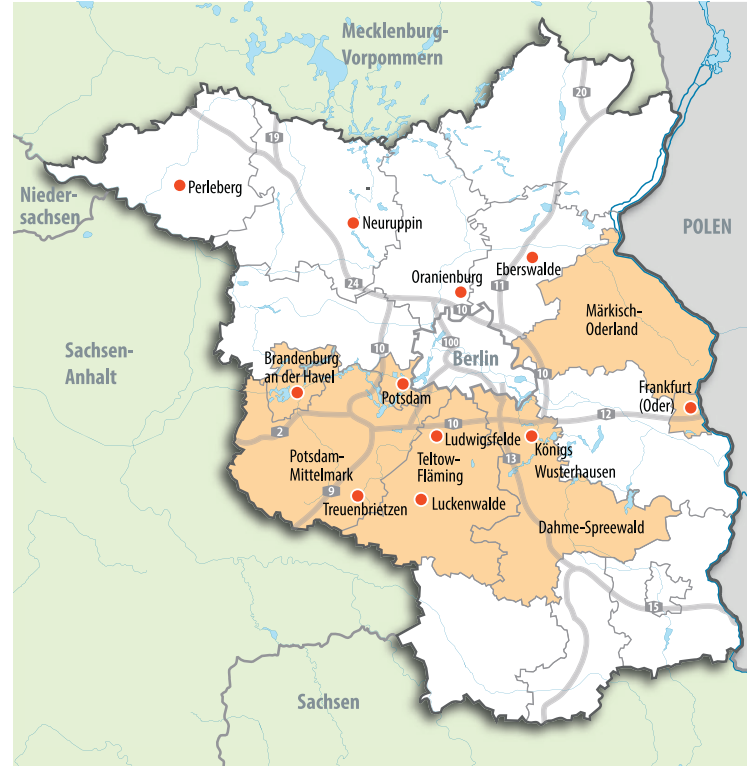 Mecklenburg-
Vorpommern
20
19
Nieder-
sachsen
Perleberg
Neuruppin
POLEN
Eberswalde
Oranienburg
11
24
10
Märkisch-
Oderland
Sachsen-
Anhalt
10
100
Berlin
10
Brandenburg
an der Havel
Potsdam
Frankfurt
(Oder)
12
2
10
Ludwigsfelde
Königs
Wusterhausen
13
Potsdam-
Mittelmark
Teltow-
Fläming
9
Treuenbrietzen
Luckenwalde
Dahme-Spreewald
15
Sachsen